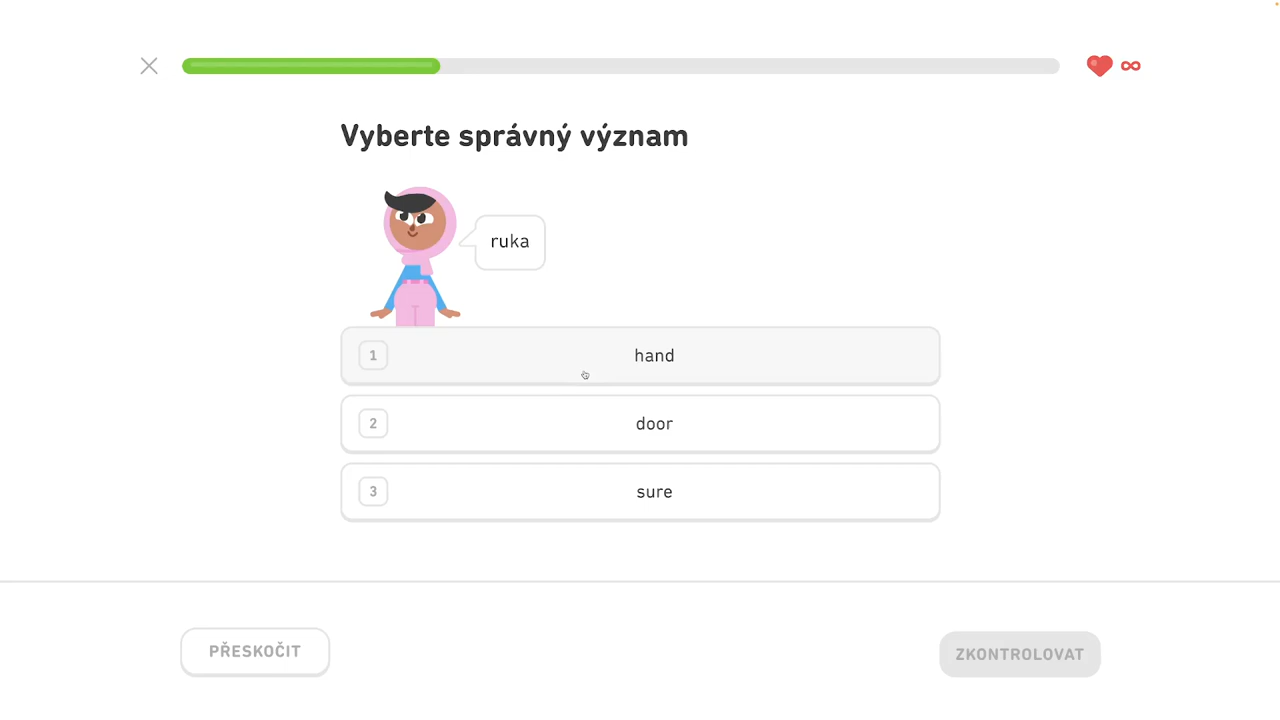 Vyberte správný význam
ruka
1 hand
2 door
3 sure
PŘESKOČIT
ZKONTROLOVAT